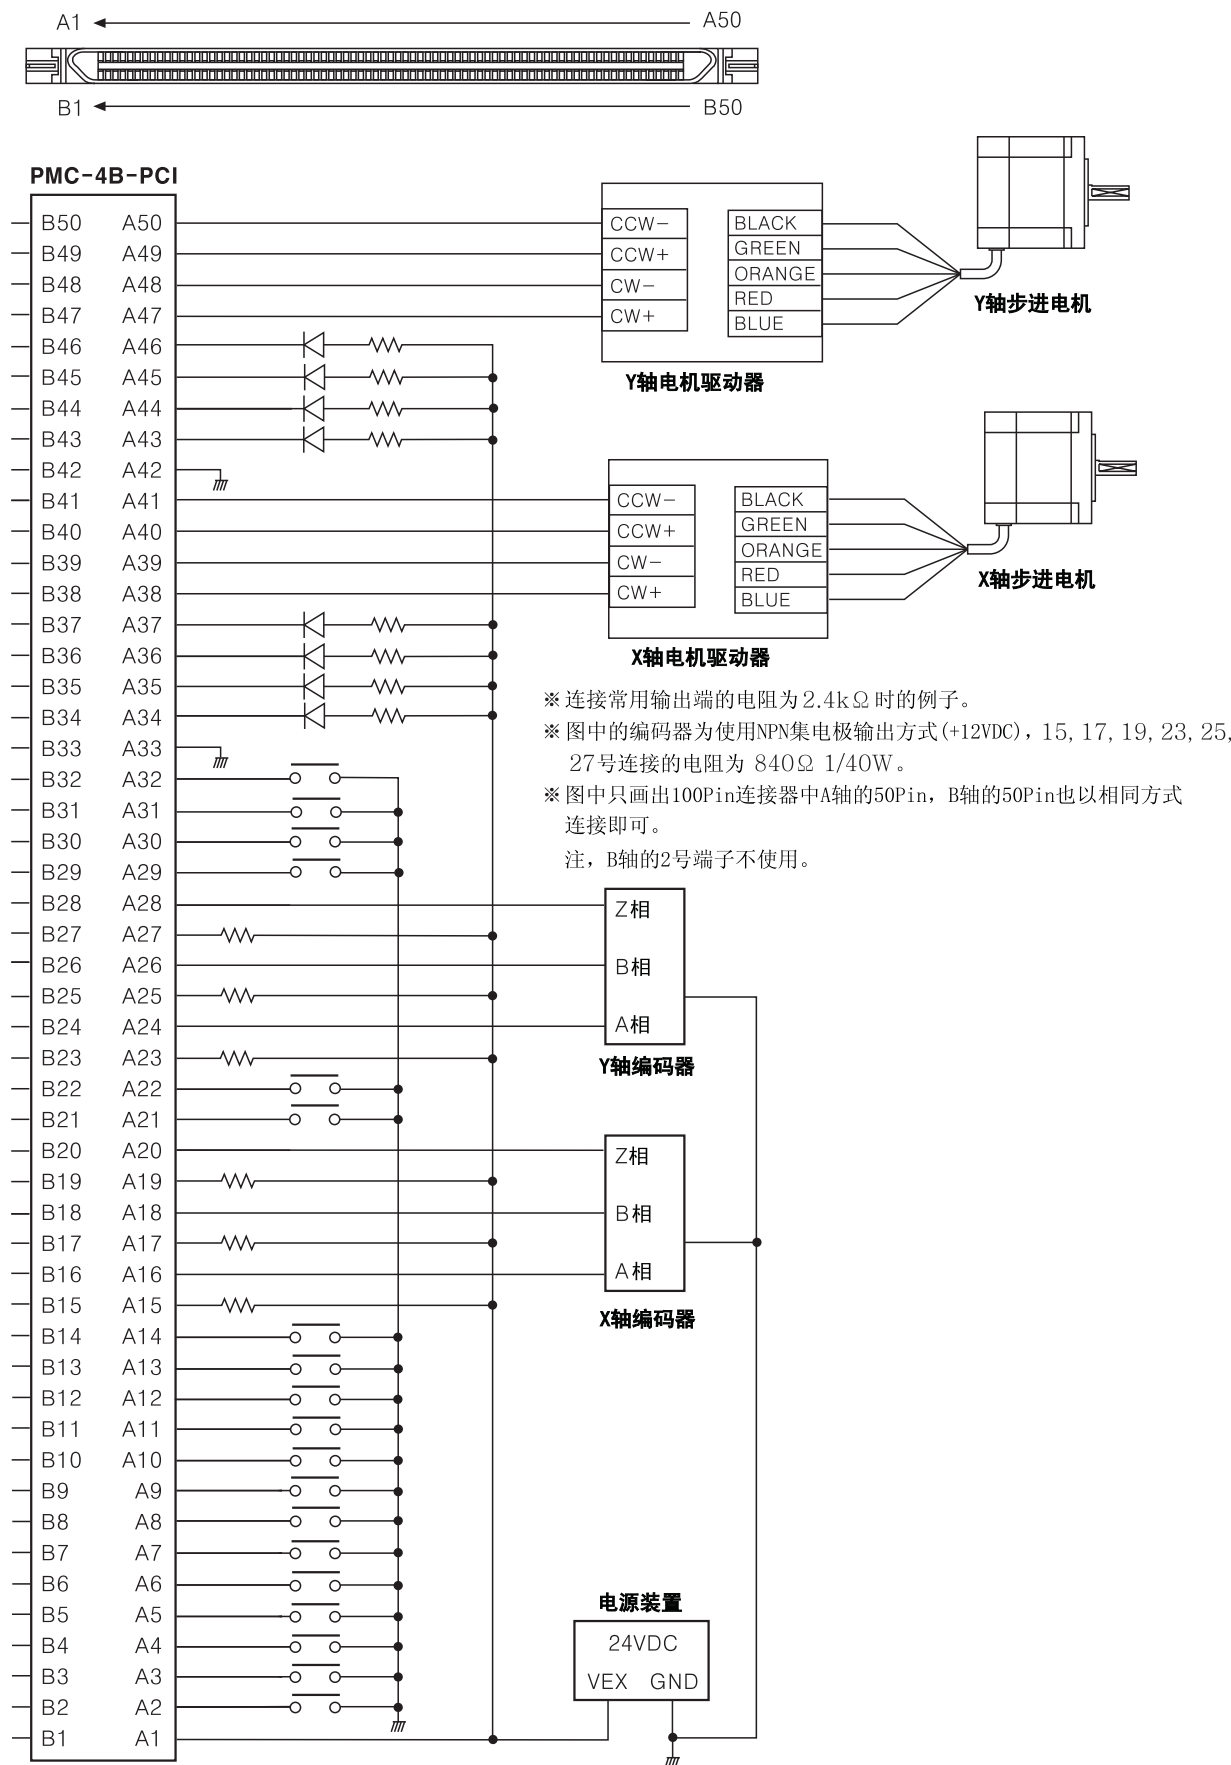 A1 A50
B1 B50
PMC-4B-PCI
B50 A50
B49 A49
B48 A48
B47 A47
B46 A46
B45 A45
B44 A44
B43 A43
B42 A42
B41 A41
B40 A40
B39 A39
B38 A38
B37 A37
B36 A36
B35 A35
B34 A34
B33 A33
B32 A32
B31 A31
B30 A30
B29 A29
B28 A28
B27 A27
B26 A26
B25 A25
B24 A24
B23 A23
B22 A22
B21 A21
B20 A20
B19 A19
B18 A18
B17 A17
B16 A16
B15 A15
B14 A14
B13 A13
B12 A12
B11 A11
B10 A10
B9 A9
B8 A8
B7 A7
B6 A6
B5 A5
B4 A4
B3 A3
B2 A2
B1 A1
CCW-
CCW+
CW-
CW+
BLACK
GREEN
ORANGE
RED
BLUE
Y轴步进电机
Y轴电机驱动器
CCW-
CCW+
CW-
CW+
BLACK
GREEN
ORANGE
RED
BLUE
X轴步进电机
X轴电机驱动器
※连接常用输出端的电阻为2.4kΩ时的例子。
※图中的编码器为使用NPN集电极输出方式(+12VDC)，15, 17, 19, 23, 25,
27号连接的电阻为 840Ω 1/40W。
※图中只画出100Pin连接器中A轴的50Pin，B轴的50Pin也以相同方式
连接即可。
注，B轴的2号端子不使用。
Z相
B相
A相
Y轴编码器
Z相
B相
A相
X轴编码器
电源装置
24VDC
VEX GND